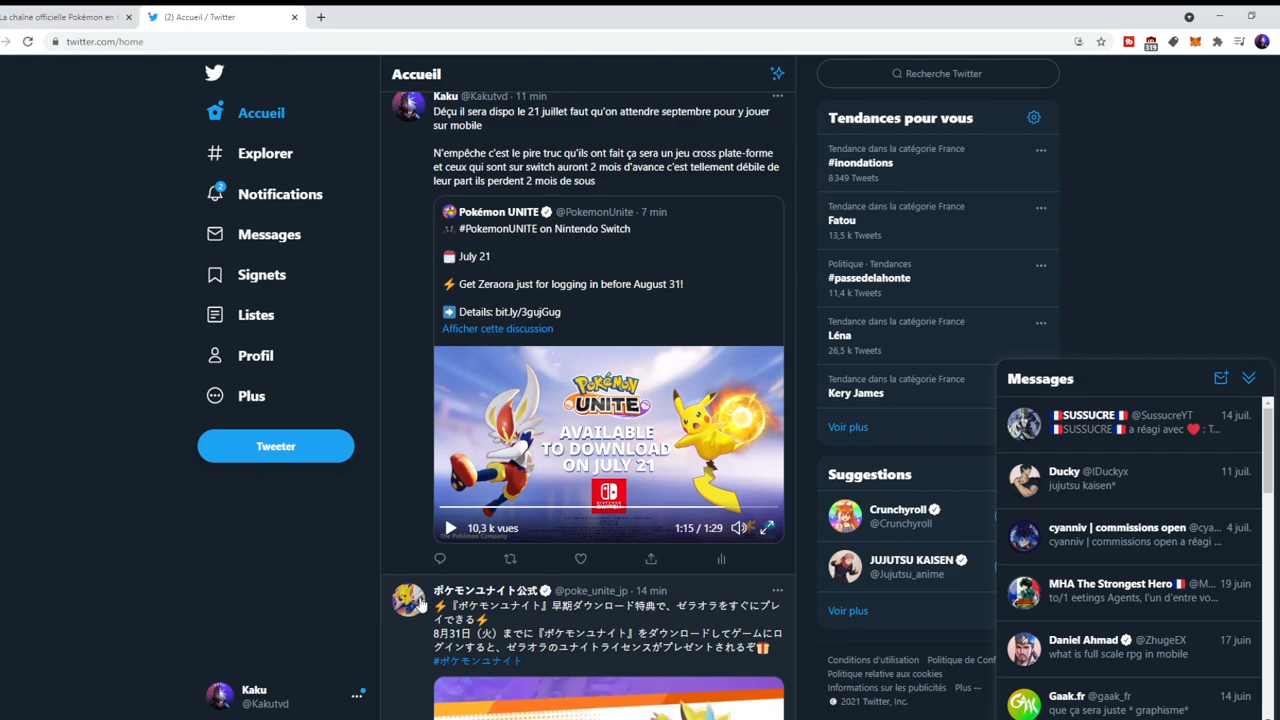 La chaîne officielle Pokémon en f
(2) Accueil / Twitter
twitter.com/home
319
Accueil
Explorer
2
Notifications
Messages
Signets
Listes
Profil
Plus
Tweeter
Kaku
@Kakutvd
Accueil
Kaku @Kakutvd · 11 min
Déçu il sera dispo le 21 juillet faut qu'on attendre septembre pour y jouer
sur mobile
N'empêche c'est le pire truc qu'ils ont fait ça sera un jeu cross plate-forme
et ceux qui sont sur switch auront 2 mois d'avance c'est tellement débile de
leur part ils perdent 2 mois de sous
Pokémon UNITE @PokemonUnite · 7 min
#PokemonUNITE on Nintendo Switch
July 21
⚡ Get Zeraora just for logging in before August 31!
➡ Details: bit.ly/3gujGug
Afficher cette discussion
POKÉMON
UNITE
AVAILABLE
TO DOWNLOAD
ON JULY 21
NINTENDO
SWITCH
10,3 k vues
1:15 / 1:29
The Pokémon Company
ポケモンユナイト公式 @poke_unite_jp · 14 min
⚡『ポケモンユナイト』早期ダウンロード特典で、ゼラオラをすぐにプレ
イできる⚡
8月31日（火）までに『ポケモンユナイト』をダウンロードしてゲームにロ
グインすると、ゼラオラのユナイトライセンスがプレゼントされるぞ🎁
#ポケモンユナイト
Recherche Twitter
Tendances pour vous
Tendance dans la catégorie France
#inondations
8 349 Tweets
Tendance dans la catégorie France
Fatou
13,5 k Tweets
Politique · Tendances
#passedelahonte
11,4 k Tweets
Tendance dans la catégorie France
Léna
26,5 k Tweets
Tendance dans la catégorie
Kery James
Voir plus
Suggestions
Crunchyroll
@Crunchyroll
JUJUTSU KAISEN
@Jujutsu_anime
Voir plus
Conditions d'utilisation Politique de Conf
Politique relative aux cookies
Informations sur les publicités Plus ···
© 2021 Twitter, Inc.
Messages
🇫🇷SUSSUCRE🇫🇷 @SussucreYT 14 juil.
🇫🇷SUSSUCRE 🇫🇷 a réagi avec ❤️ : T...
Ducky @IDuckyx 11 juil.
jujutsu kaisen*
cyanniv | commissions open @cya... 4 juil.
cyanniv | commissions open a réagi ...
MHA The Strongest Hero🇫🇷 @M... 19 juin
to/1 eetings Agents, l'un d'entre vo...
Daniel Ahmad @ZhugeEX 17 juin
what is full scale rpg in mobile
Gaak.fr @gaak_fr 14 juin
que ça sera juste * graphisme*